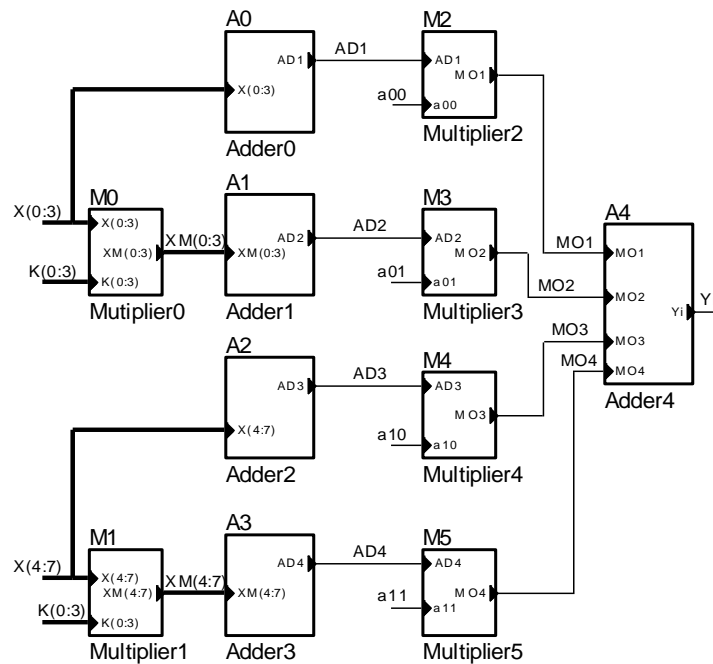 A0
AD1
X(0:3)
Adder0
AD1
M2
AD1
MO1
a00
a00
Multiplier2
X(0:3)
K(0:3)
M0
X(0:3)
XM(0:3)
K(0:3)
Mutiplier0
XM(0:3)
A1
AD2
XM(0:3)
Adder1
AD2
M3
AD2
MO2
a01
a01
Multiplier3
A2
AD3
X(4:7)
Adder2
AD3
M4
AD3
MO3
a10
a10
Multiplier4
X(4:7)
K(0:3)
M1
X(4:7)
XM(4:7)
K(0:3)
Multiplier1
XM(4:7)
A3
AD4
XM(4:7)
Adder3
AD4
M5
AD4
MO4
a11
a11
Multiplier5
MO1
MO2
MO3
MO4
A4
MO1
MO2
MO3
MO4
Yi
Adder4
Y